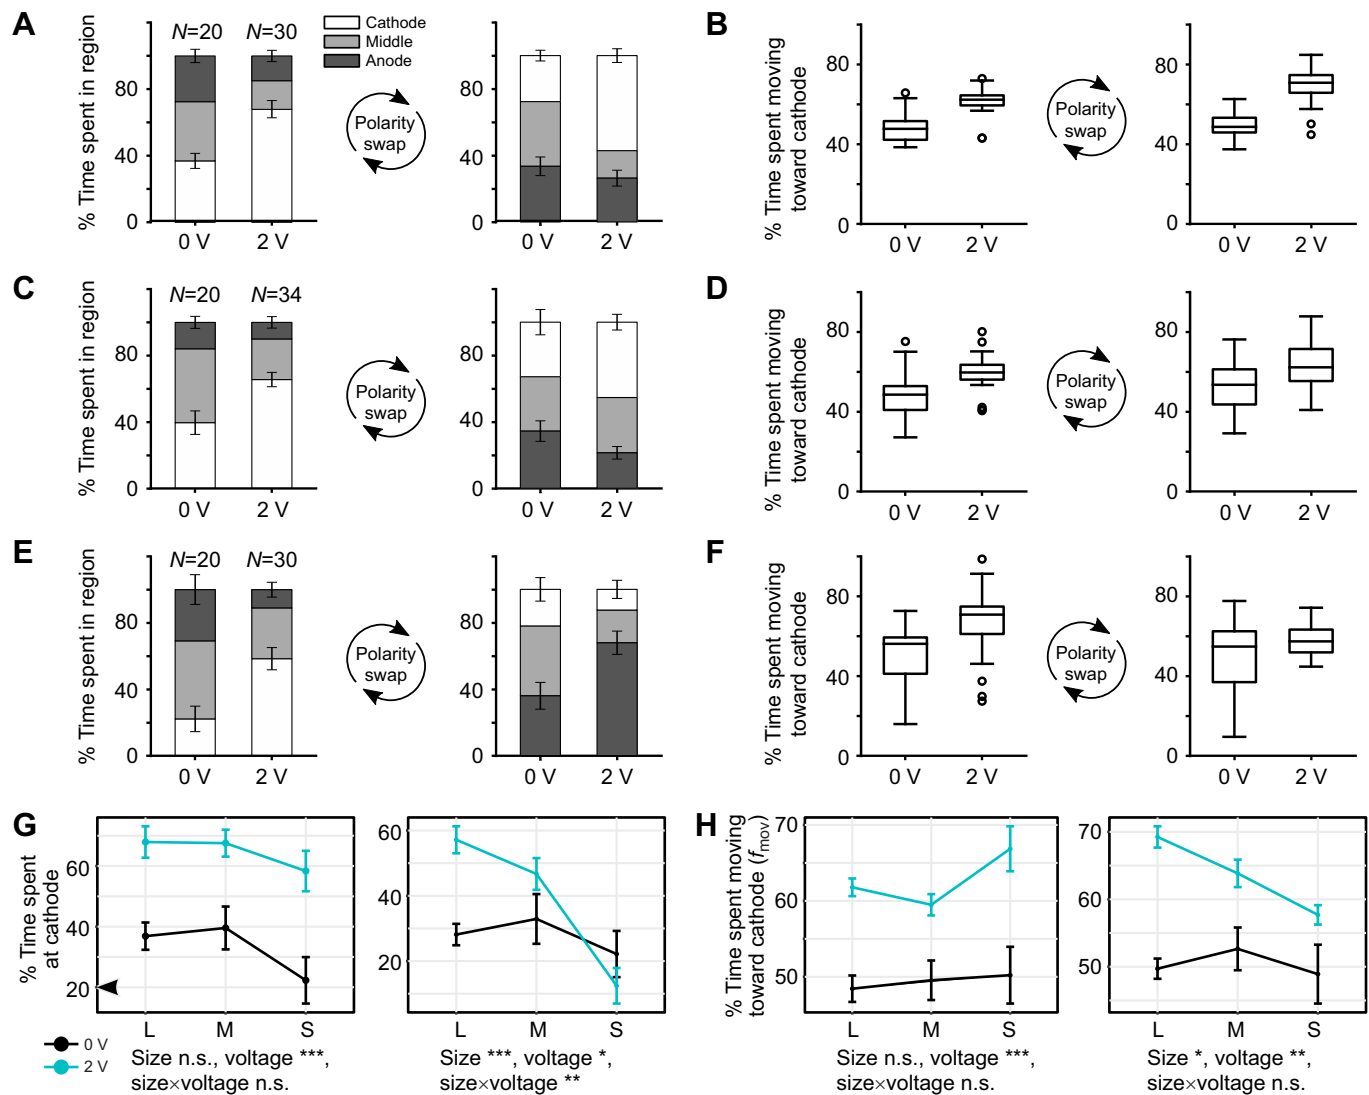 A
% Time spent in region
N=20
N=30
Cathode
Middle
Anode
80
40
0
0 V
2 V
Polarity
swap
80
40
0
0 V
2 V
B
% Time spent moving
toward cathode
80
40
0
0 V
2 V
Polarity
swap
80
40
0
0 V
2 V
C
% Time spent in region
N=20
N=34
80
40
0
0 V
2 V
Polarity
swap
80
40
0
0 V
2 V
D
% Time spent moving
toward cathode
80
40
0
0 V
2 V
Polarity
swap
80
40
0
0 V
2 V
E
% Time spent in region
N=20
N=30
80
40
0
0 V
2 V
Polarity
swap
80
40
0
0 V
2 V
F
% Time spent moving
toward cathode
80
40
0
0 V
2 V
Polarity
swap
80
40
0
0 V
2 V
G
% Time spent
at cathode
60
40
20
L
M
S
0 V
2 V
Size n.s., voltage ***,
size×voltage n.s.
60
40
20
L
M
S
Size ***, voltage *,
size×voltage **
H
% Time spent moving
toward cathode (fmov)
70
60
50
L
M
S
Size n.s., voltage ***,
size×voltage n.s.
70
60
50
L
M
S
Size *, voltage **,
size×voltage n.s.